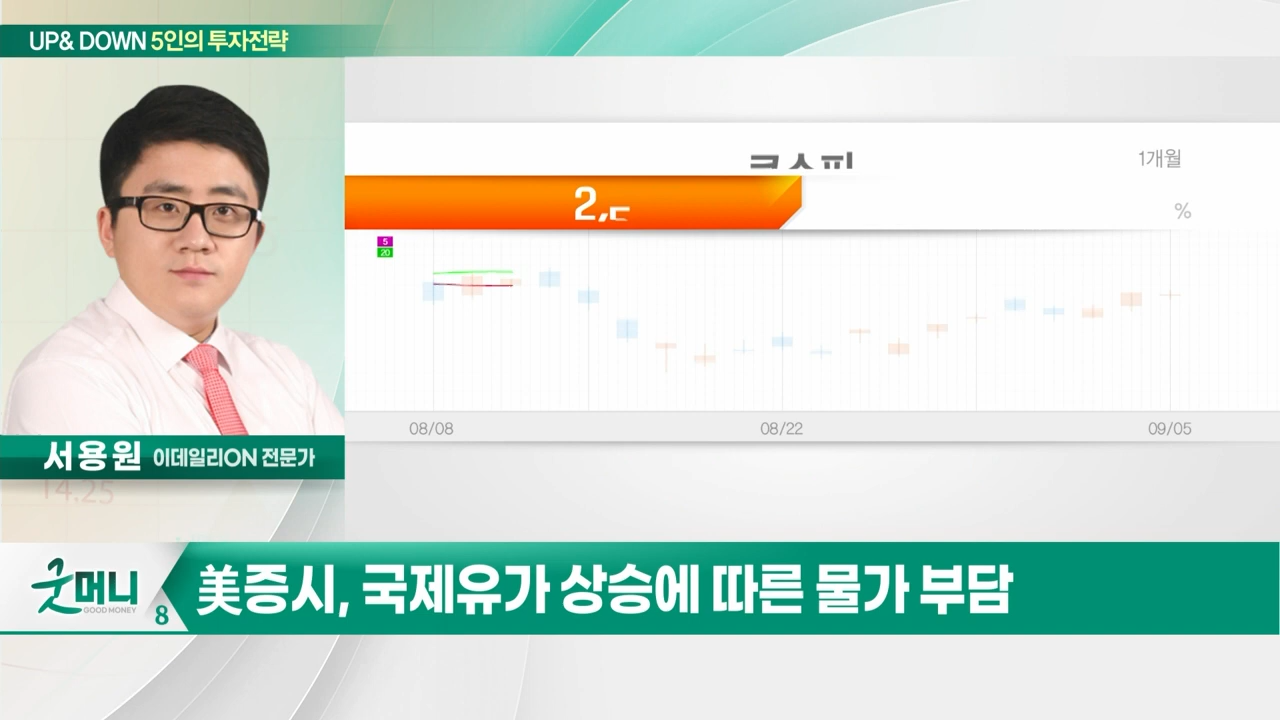 UP& DOWN 5인의 투자전략
1개월
%
5
20
08/08
08/22
09/05
서용원 이데일리ON 전문가
14.25
굿머니
GOOD MONEY
8
美증시, 국제유가 상승에 따른 물가 부담